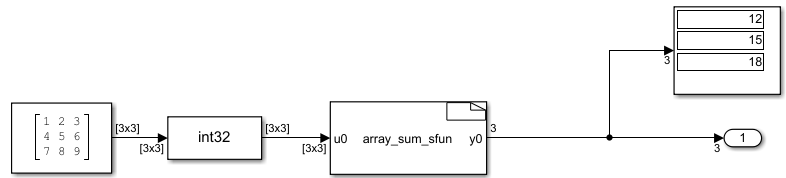 12
15
18
3
1 2 3
4 5 6
7 8 9
[3x3]
[3x3]
int32
[3x3]
[3x3]
u0 array_sum_sfun y0
3
3
1